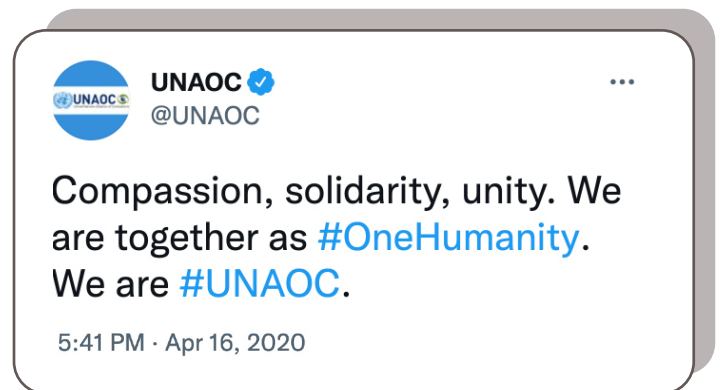 UNAOC
UNAOC
@UNAOC
Compassion, solidarity, unity. We
are together as #OneHumanity.
We are #UNAOC.
5:41 PM · Apr 16, 2020